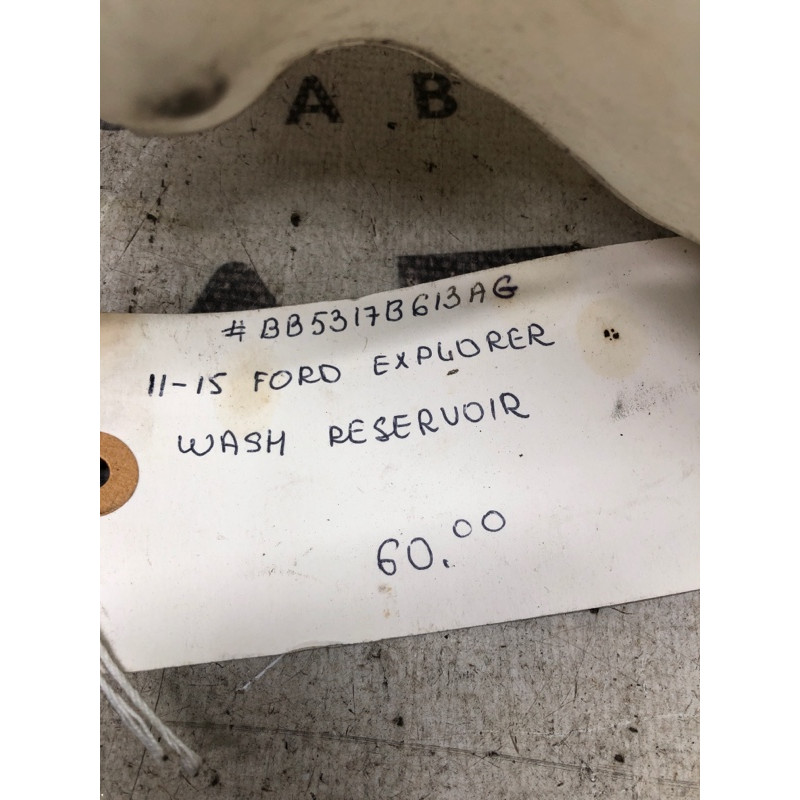 A B
#BB5317B613AG
11-15 FORD EXPLORER
WASH RESERVOIR
60.00